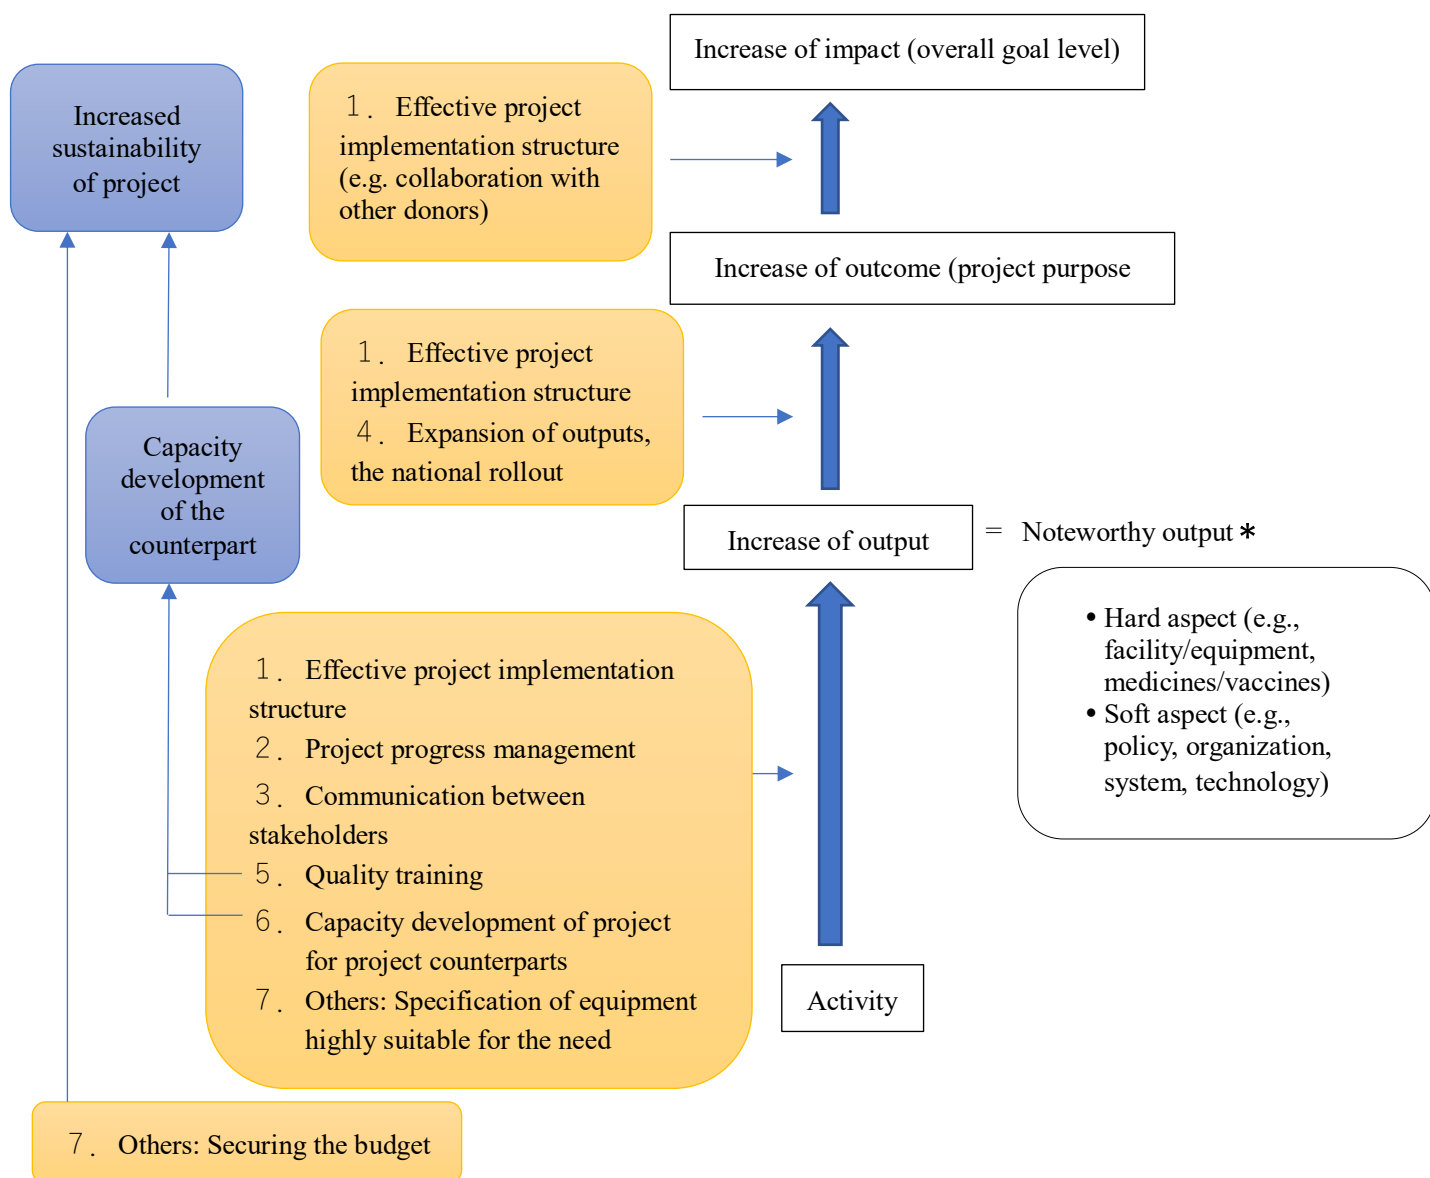 Increase of impact (overall goal level)
Increased
sustainability
of project
１．Effective project
implementation structure
(e.g. collaboration with
other donors)
Increase of outcome (project purpose
１．Effective project
implementation structure
４．Expansion of outputs,
the national rollout
Capacity
development
of the
counterpart
Increase of output
= Noteworthy output＊
• Hard aspect (e.g.,
facility/equipment,
medicines/vaccines)
• Soft aspect (e.g.,
policy, organization,
system, technology)
１．Effective project implementation
structure
２．Project progress management
３．Communication between
stakeholders
５．Quality training
６．Capacity development of project
for project counterparts
７．Others: Specification of equipment
highly suitable for the need
Activity
７．Others: Securing the budget